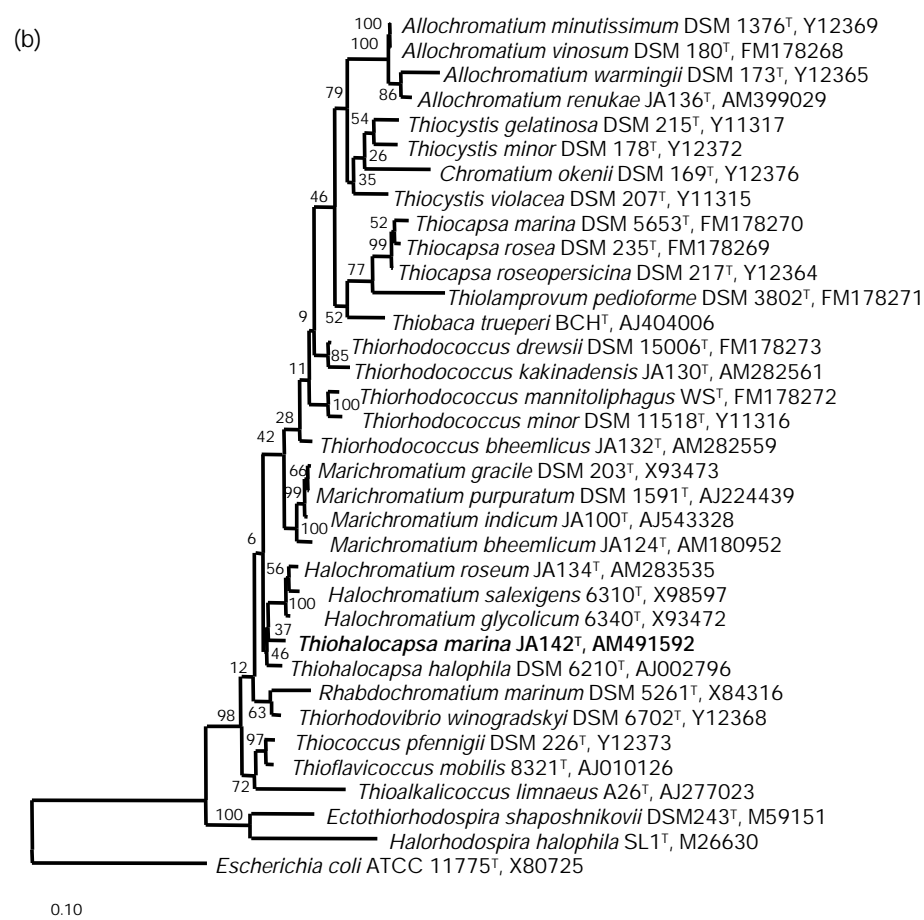 (b)
100
Allochromatium minutissimum DSM 1376ᵀ, Y12369
100
Allochromatium vinosum DSM 180ᵀ, FM178268
Allochromatium warmingii DSM 173ᵀ, Y12365
79
86
Allochromatium renukae JA136ᵀ, AM399029
54
Thiocystis gelatinosa DSM 215ᵀ, Y11317
Thiocystis minor DSM 178ᵀ, Y12372
26
Chromatium okenii DSM 169ᵀ, Y12376
35
46
Thiocystis violacea DSM 207ᵀ, Y11315
52
Thiocapsa marina DSM 5653ᵀ, FM178270
99
Thiocapsa rosea DSM 235ᵀ, FM178269
77
Thiocapsa roseopersicina DSM 217ᵀ, Y12364
Thiolamprovum pedioforme DSM 3802ᵀ, FM178271
9
52
Thiobaca trueperi BCHᵀ, AJ404006
Thiorhodococcus drewsii DSM 15006ᵀ, FM178273
85
11
Thiorhodococcus kakinadensis JA130ᵀ, AM282561
Thiorhodococcus mannitoliphagus WSᵀ, FM178272
100
28
Thiorhodococcus minor DSM 11518ᵀ, Y11316
42
Thiorhodococcus bheemlicus JA132ᵀ, AM282559
66
Marichromatium gracile DSM 203ᵀ, X93473
99
Marichromatium purpuratum DSM 1591ᵀ, AJ224439
Marichromatium indicum JA100ᵀ, AJ543328
100
6
Marichromatium bheemlicum JA124ᵀ, AM180952
56
Halochromatium roseum JA134ᵀ, AM283535
Halochromatium salexigens 6310ᵀ, X98597
100
Halochromatium glycolicum 6340ᵀ, X93472
37
Thiohalocapsa marina JA142ᵀ, AM491592
46
12
Thiohalocapsa halophila DSM 6210ᵀ, AJ002796
Rhabdochromatium marinum DSM 5261ᵀ, X84316
98
63
Thiorhodovibrio winogradskyi DSM 6702ᵀ, Y12368
97
Thiococcus pfennigii DSM 226ᵀ, Y12373
Thioflavicoccus mobilis 8321ᵀ, AJ010126
72
Thioalkalicoccus limnaeus A26ᵀ, AJ277023
100
Ectothiorhodospira shaposhnikovii DSM243ᵀ, M59151
Halorhodospira halophila SL1ᵀ, M26630
Escherichia coli ATCC 11775ᵀ, X80725
0.10